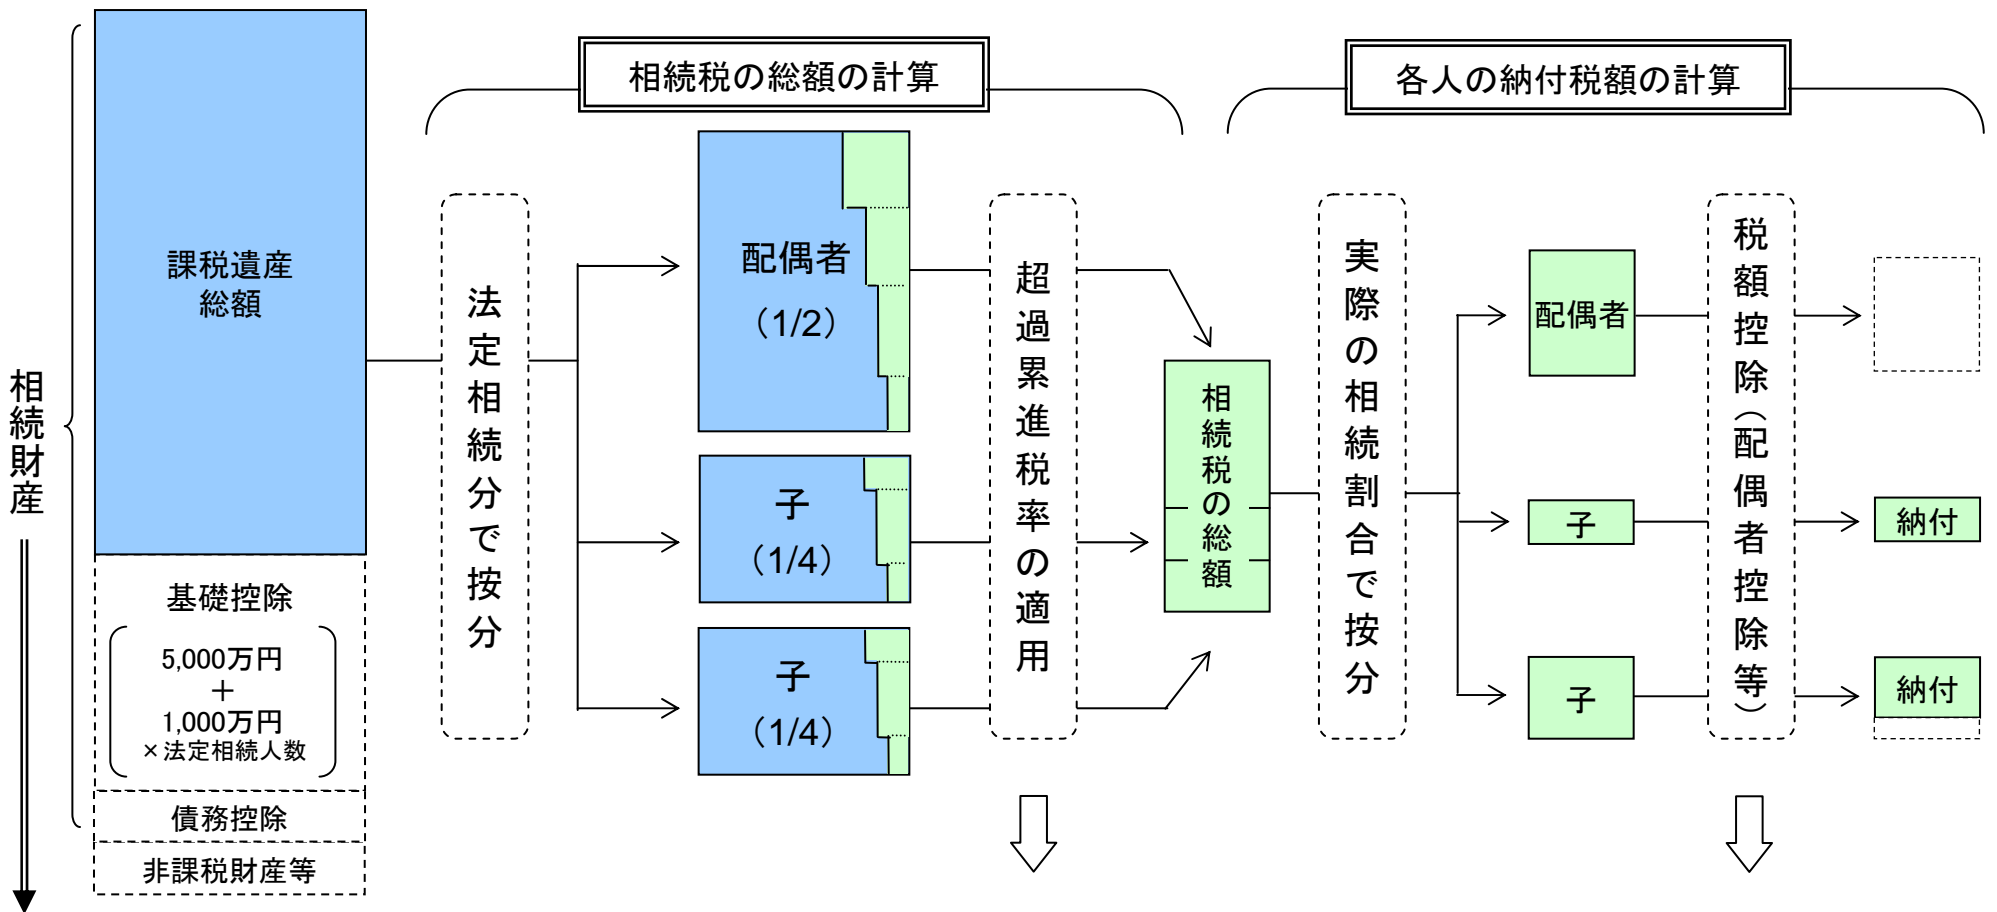 相続財産
課税遺産
総額
基礎控除
5,000万円
＋
1,000万円
×法定相続人数
債務控除
非課税財産等
相続税の総額の計算
法定相続分で按分
配偶者
（1/2）
子
（1/4）
子
（1/4）
超過累進税率の適用
相続税の総額
各人の納付税額の計算
実際の相続割合で按分
配偶者
子
子
税額控除（配偶者控除等）
納付
納付